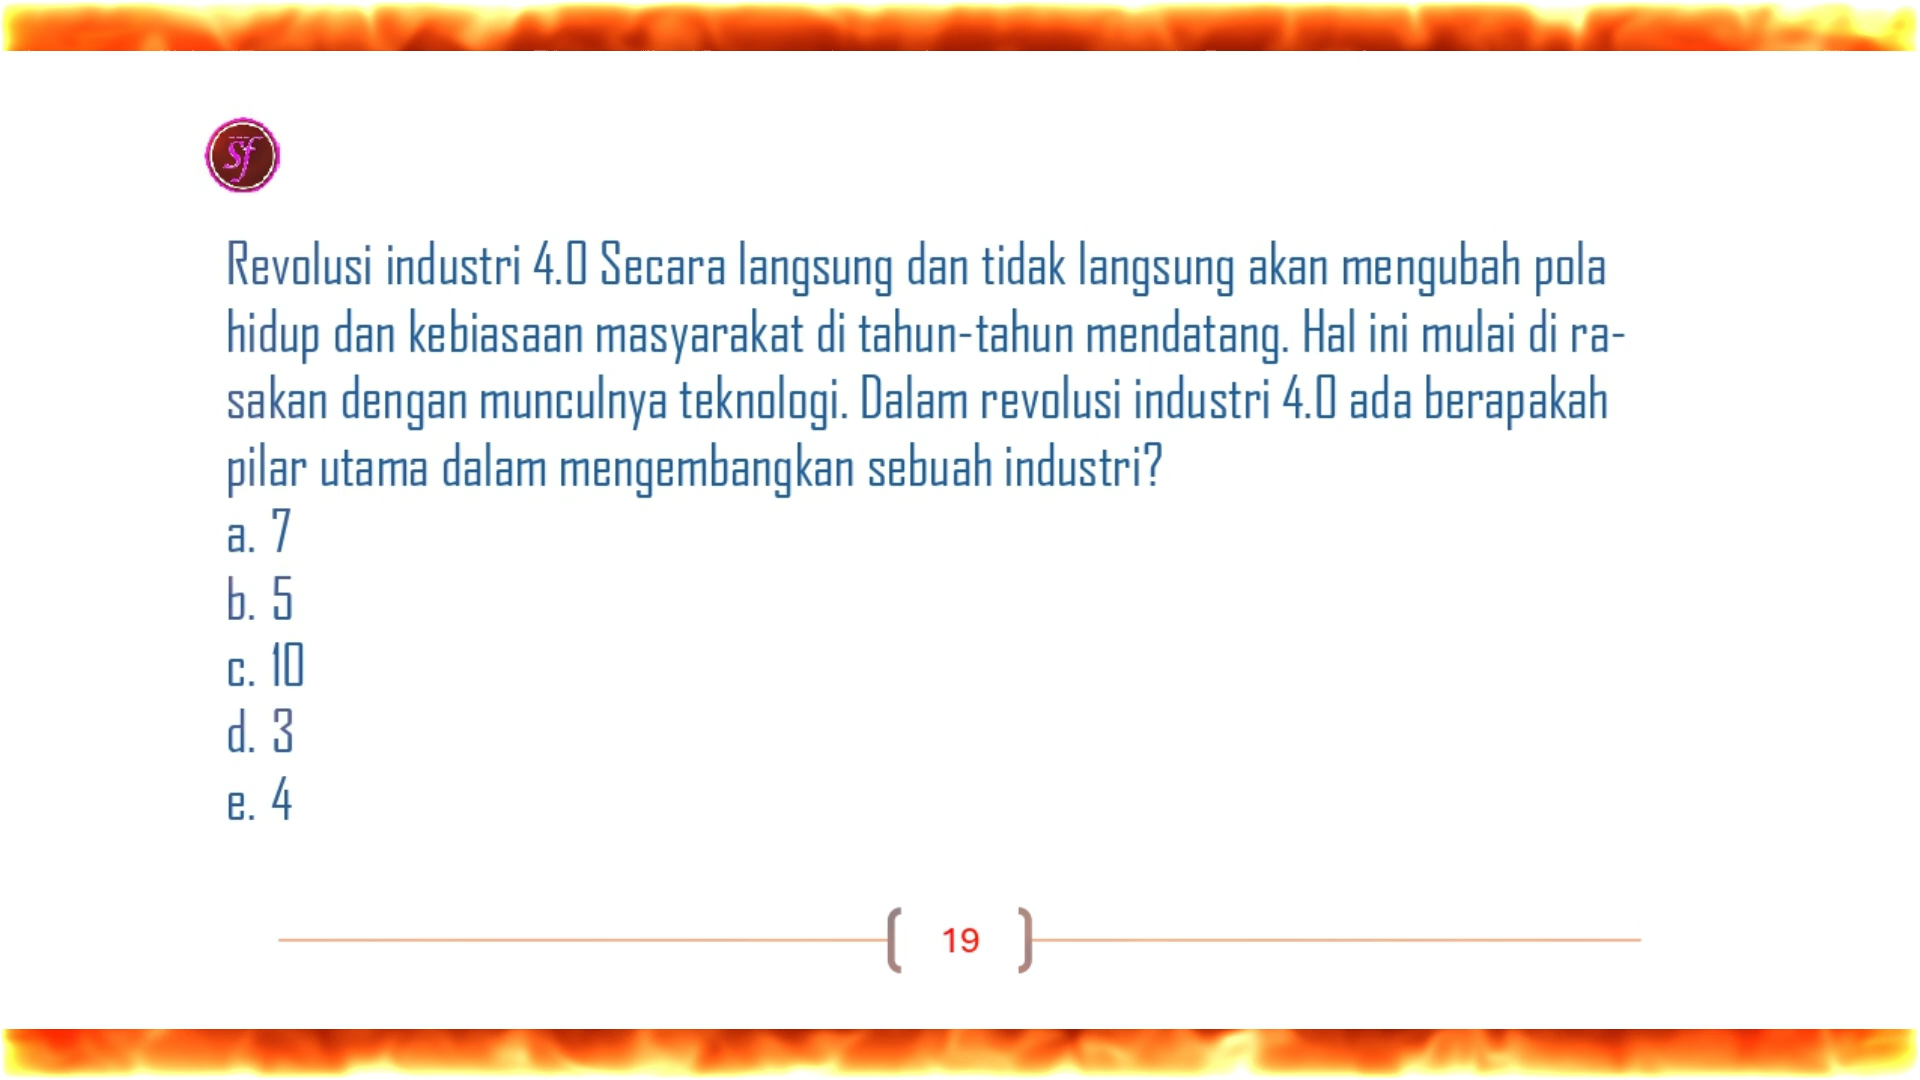 Sf
Revolusi industri 4.0 Secara langsung dan tidak langsung akan mengubah pola
hidup dan kebiasaan masyarakat di tahun-tahun mendatang. Hal ini mulai di ra-
sakan dengan munculnya teknologi. Dalam revolusi industri 4.0 ada berapakah
pilar utama dalam mengembangkan sebuah industri?
a. 7
b. 5
c. 10
d. 3
e. 4
19